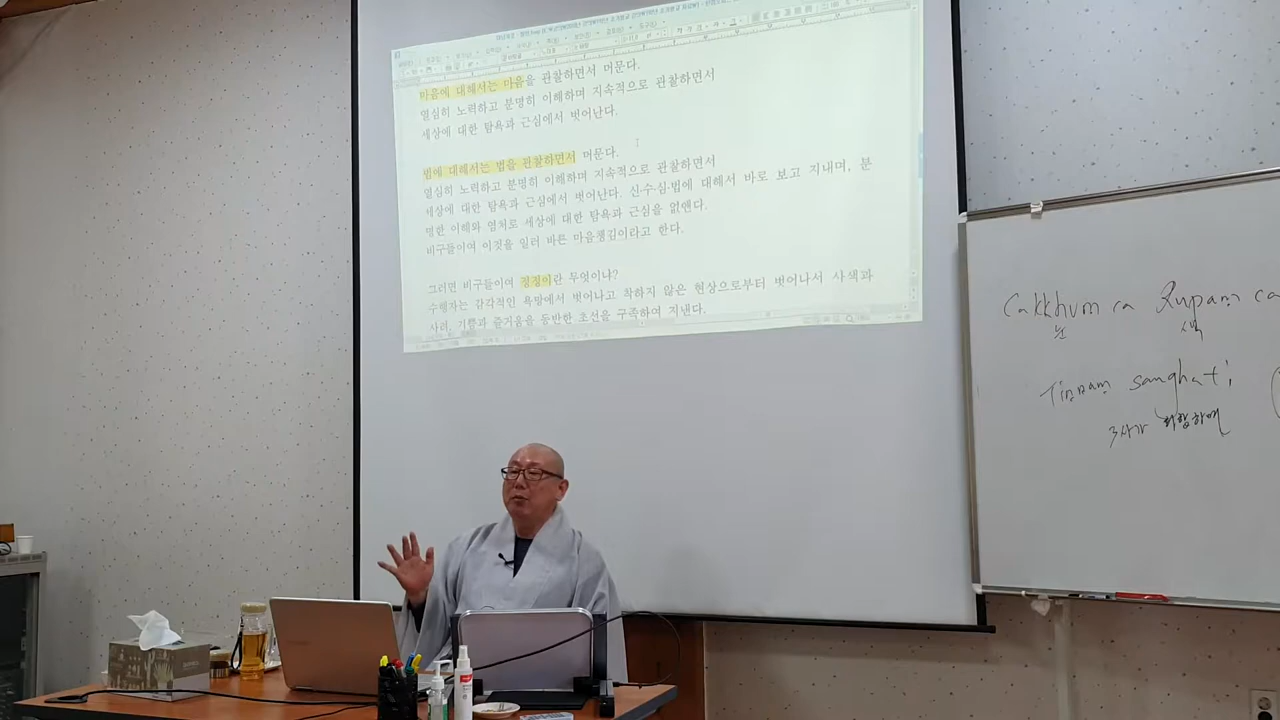 마음에 대해서는 마음을 관찰하면서 머문다.
열심히 노력하고 분명히 이해하며 지속적으로 관찰하면서
세상에 대한 탐욕과 근심에서 벗어난다.
법에 대해서는 법을 관찰하면서 머문다.
열심히 노력하고 분명히 이해하며 지속적으로 관찰하면서
세상에 대한 탐욕과 근심에서 벗어난다. 신·수·심·법에 대해서 바로 보고 지내며, 분
명한 이해와 염처로 세상에 대한 탐욕과 근심을 없앤다.
비구들이여 이것을 일러 바른 마음챙김이라고 한다.
그러면 비구들이여 정정이란 무엇이냐?
수행자는 감각적인 욕망에서 벗어나고 착하지 않은 현상으로부터 벗어나서 사색과
사려, 기쁨과 즐거움을 동반한 초선을 구족하여 지낸다.
Cakkhum ca Rupam ca
눈 색
Tinnam sanghati
3사가 화합하에